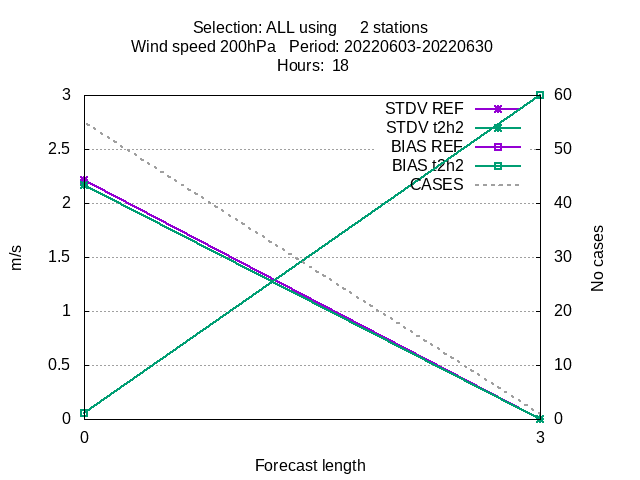 Selection: ALL using 2 stations
Wind speed 200hPa Period: 20220603-20220630
Hours: 18
3
2.5
2
1.5
1
0.5
0
60
50
40
30
20
10
0
STDV REF
STDV t2h2
BIAS REF
BIAS t2h2
CASES
m/s
No cases
0
3
Forecast length